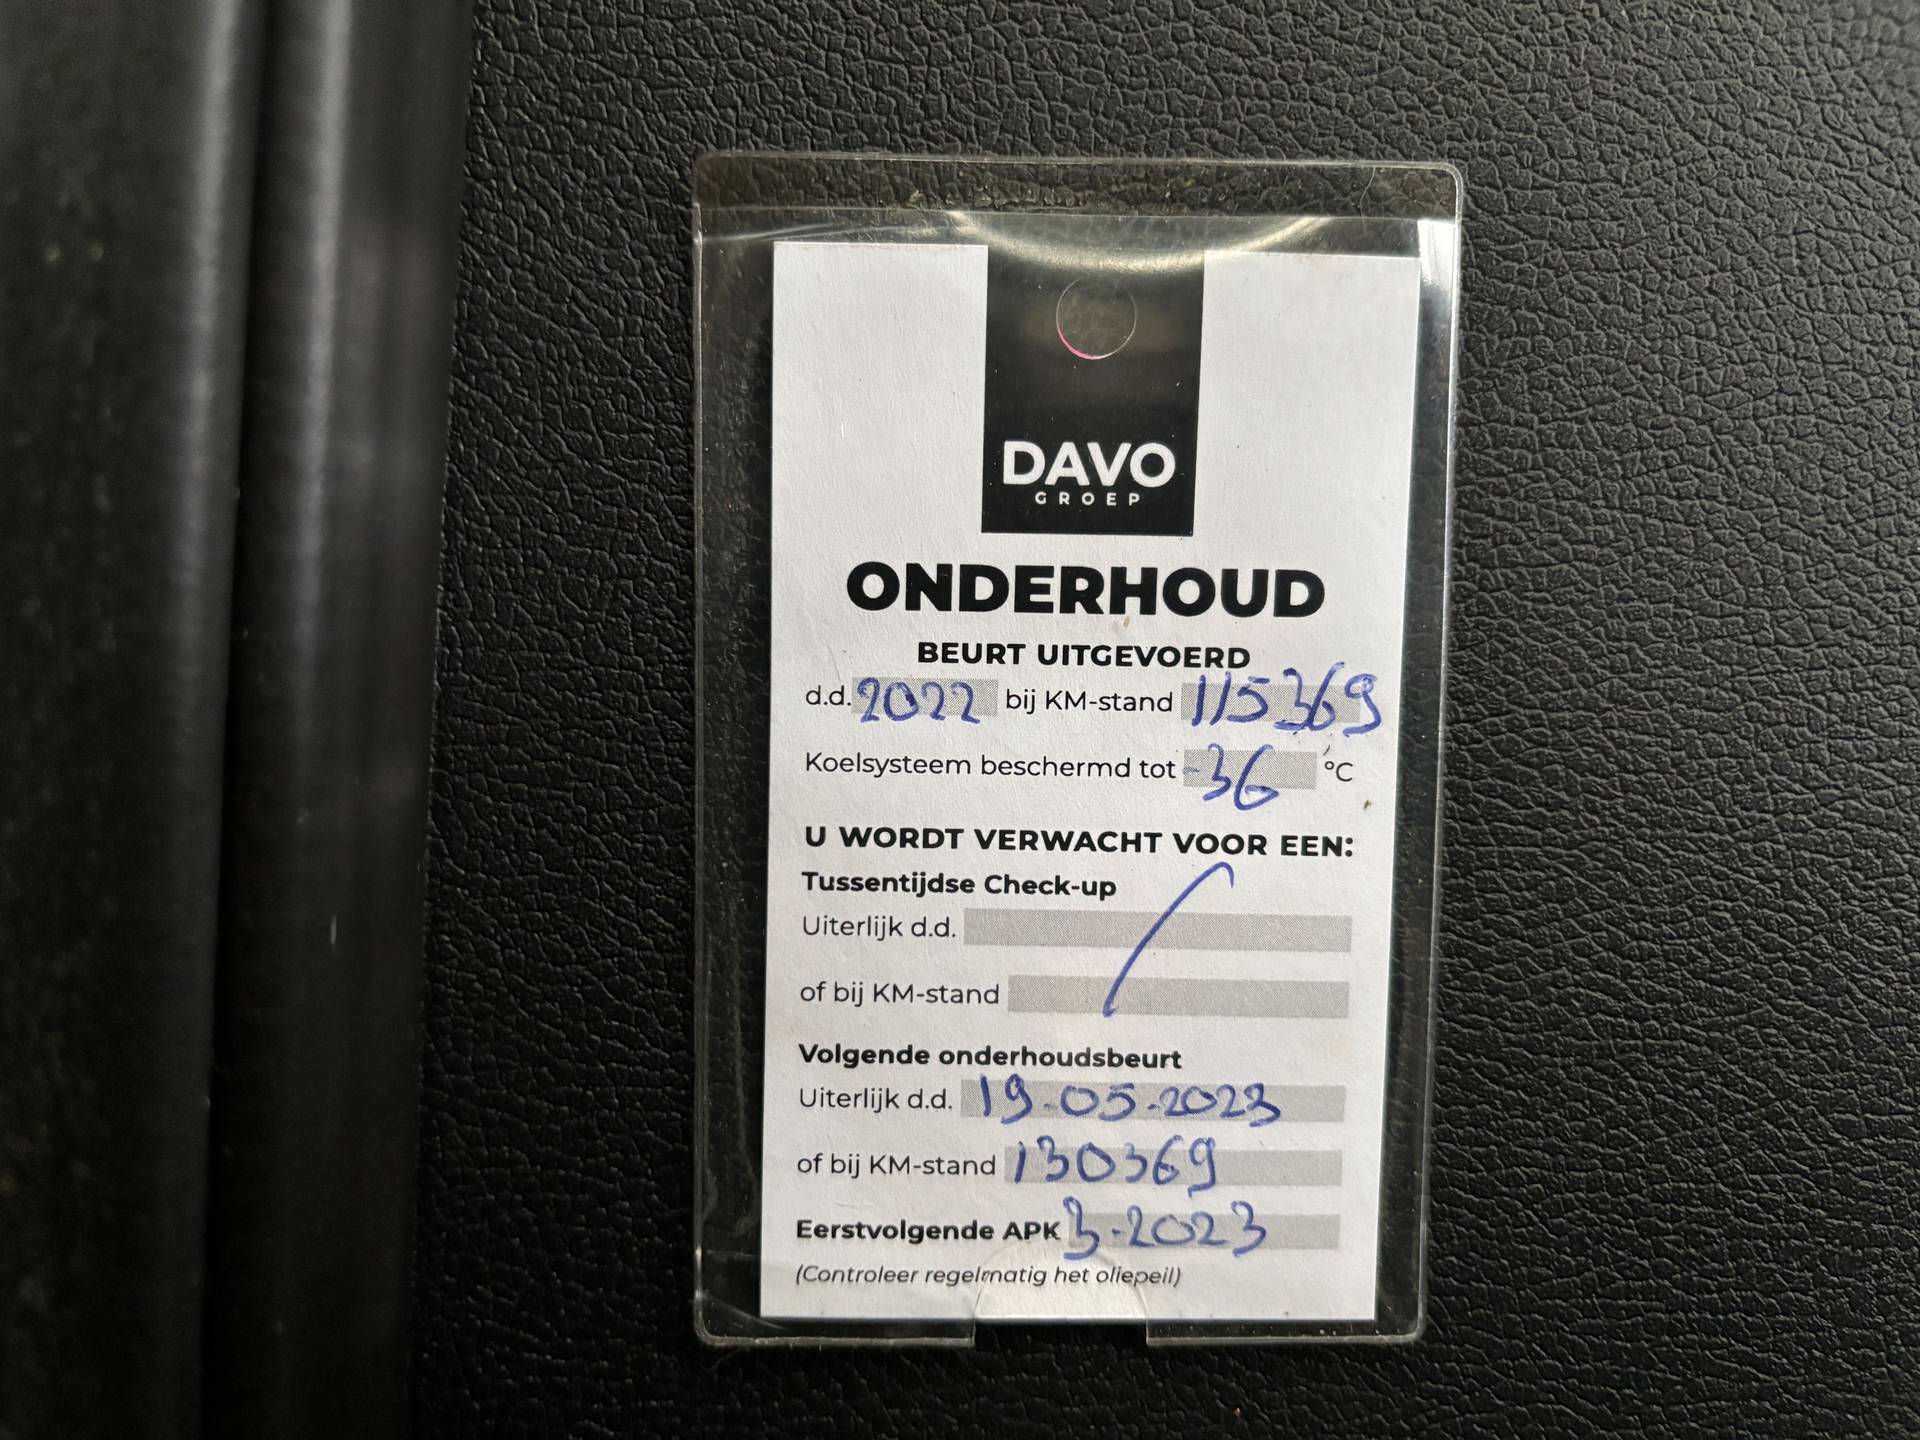 DAVO
GROEP
ONDERHOUD
BEURT UITGEVOERD
d.d. 2022 bij KM-stand 115369
Koelsysteem beschermd tot -36 °C
U WORDT VERWACHT VOOR EEN:
Tussentijdse Check-up
Uiterlijk d.d.
of bij KM-stand
Volgende onderhoudsbeurt
Uiterlijk d.d. 19-05-2023
of bij KM-stand 130369
Eerstvolgende APK 3-2023
(Controleer regelmatig het oliepeil)